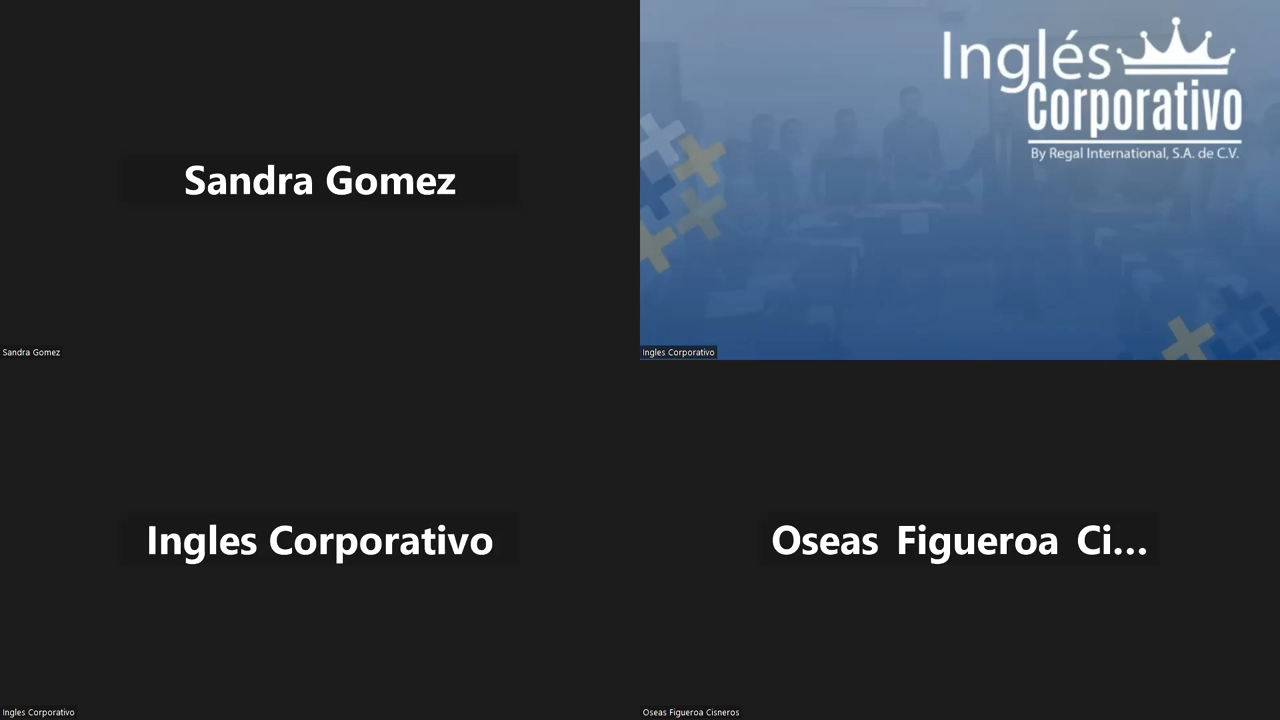 Sandra Gomez
Sandra Gomez
Inglés
Corporativo
By Regal International, S.A. de C.V.
Ingles Corporativo
Ingles Corporativo
Ingles Corporativo
Oseas Figueroa Ci...
Oseas Figueroa Cisneros